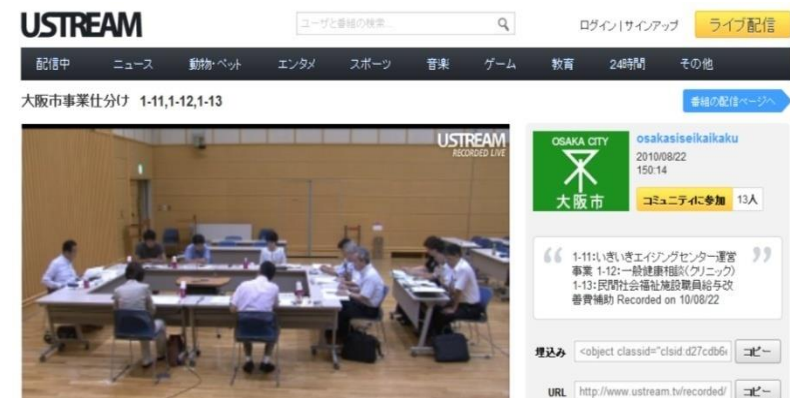 USTREAM
ユーザと番組の検索...
ログイン | サインアップ
ライブ配信
配信中 ニュース 動物・ペット エンタメ スポーツ 音楽 ゲーム 教育 24時間 その他
大阪市事業仕分け 1-11,1-12,1-13
番組の配信ページへ
USTREAM
RECORDED LIVE
OSAKA CITY
大阪市
osakasiseikaikaku
2010/08/22
150:14
コミュニティに参加 13人
1-11:いきいきエイジングセンター運営
事業 1-12:一般健康相談(クリニック)
1-13:民間社会福祉施設職員給与改
善費補助 Recorded on 10/08/22
埋込み <object classid="clsid:d27cdb6e コピー
URL http://www.ustream.tv/recorded/ コピー